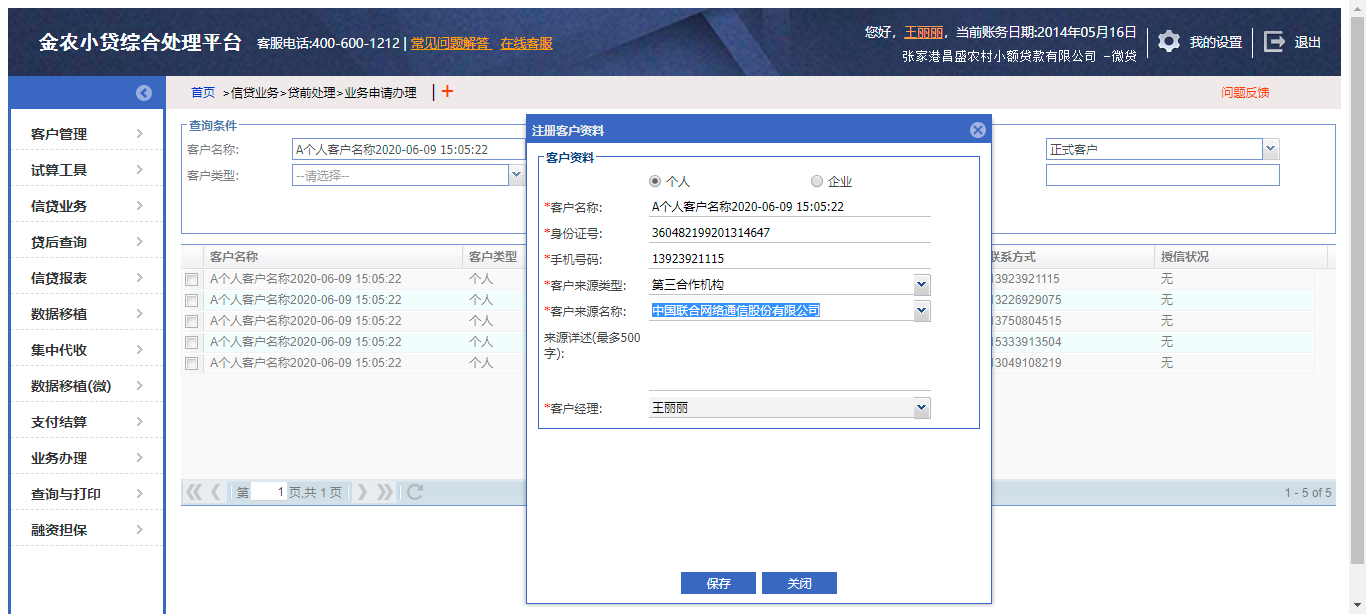 金农小贷综合处理平台 客服电话:400-600-1212 | 常见问题解答 在线客服
您好, 王丽丽, 当前账务日期:2014年05月16日
张家港昌盛农村小额贷款有限公司 -微贷
我的设置 退出
首页 >信贷业务>贷前处理>业务申请办理 | +
问题反馈
客户管理
试算工具
信贷业务
贷后查询
信贷报表
数据移植
集中代收
数据移植(微)
支付结算
业务办理
查询与打印
融资担保
查询条件
客户名称: A个人客户名称2020-06-09 15:05:22
正式客户
客户类型: --请选择--
客户名称 客户类型
联系方式 授信状况
A个人客户名称2020-06-09 15:05:22 个人 13923921115 无
A个人客户名称2020-06-09 15:05:22 个人 13226929075 无
A个人客户名称2020-06-09 15:05:22 个人 13750804515 无
A个人客户名称2020-06-09 15:05:22 个人 15333913504 无
A个人客户名称2020-06-09 15:05:22 个人 13049108219 无
第 1 页,共 1 页
1 - 5 of 5
注册客户资料
客户资料
个人 企业
*客户名称: A个人客户名称2020-06-09 15:05:22
*身份证号: 360482199201314647
*手机号码: 13923921115
*客户来源类型: 第三合作机构
*客户来源名称: 中国联合网络通信股份有限公司
来源详述(最多500
字):
*客户经理: 王丽丽
保存 关闭